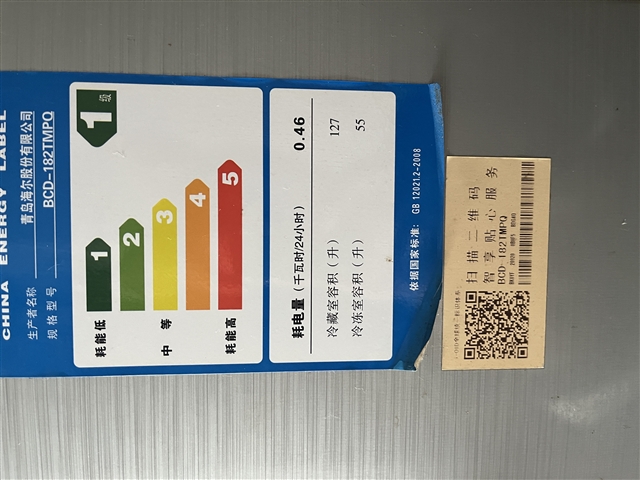 CHINA ENERGY LABEL
生产者名称 青岛海尔股份有限公司
规格型号 BCD-182TMPQ
耗能低
中 等
耗能高
1
2
3
4
5
1级
耗电量（千瓦时/24小时） 0.46
冷藏室容积（升） 127
冷冻室容积（升） 55
依据国家标准: GB 12021.2-2008
扫描二维码
智享贴心服务
BCD-182TMPQ